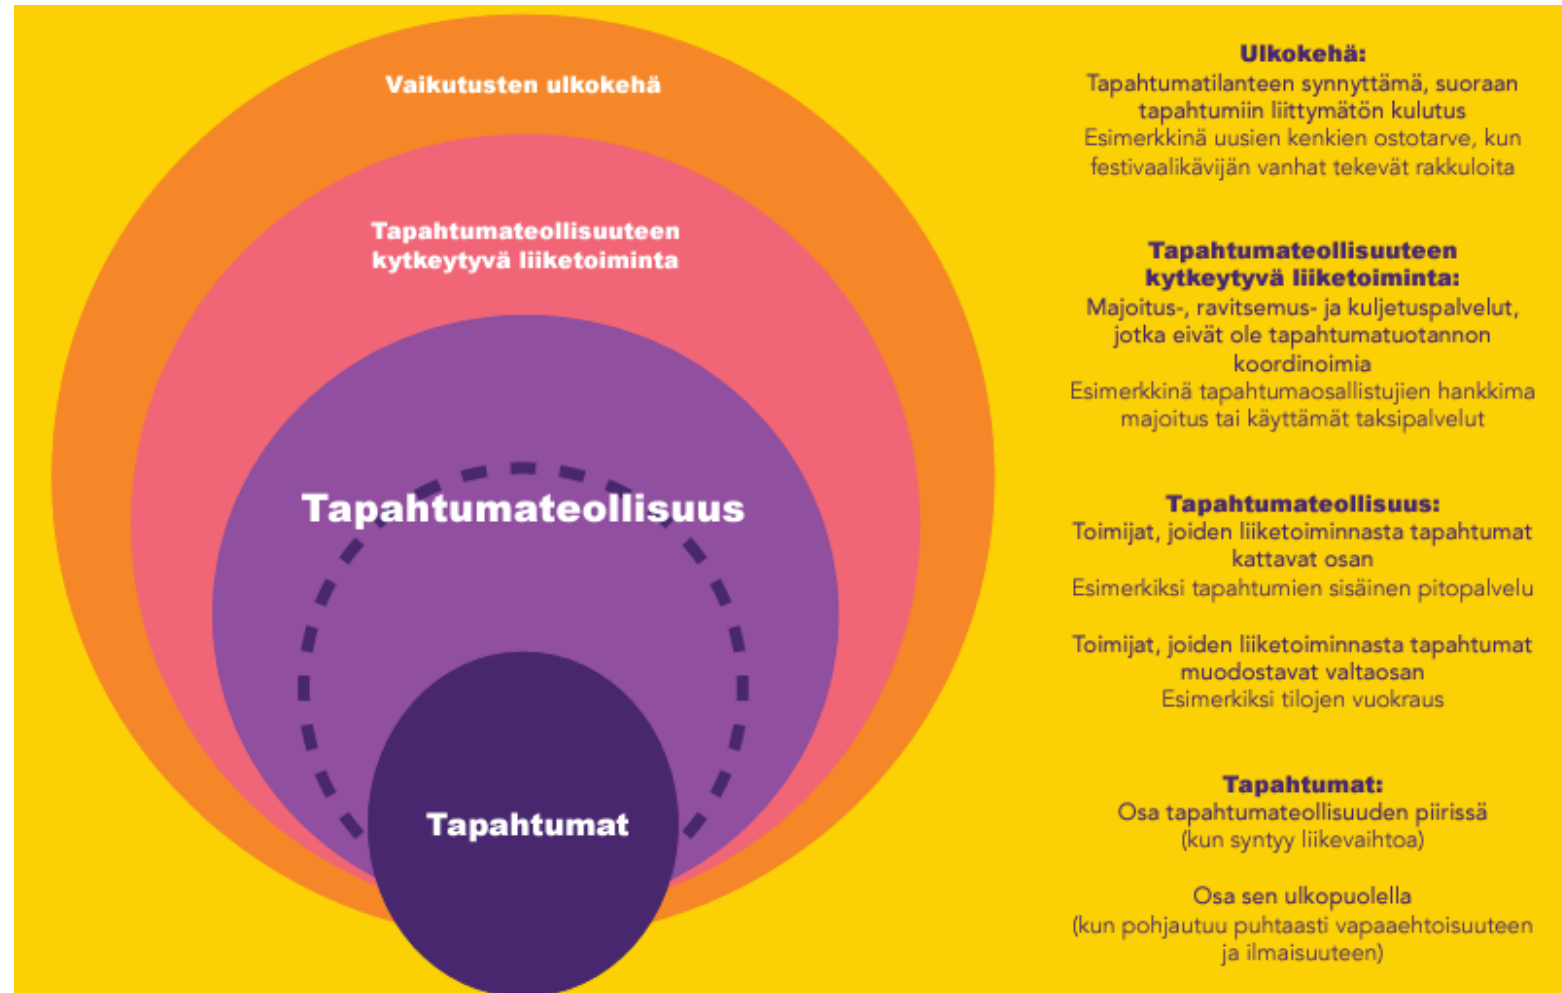 Vaikutusten ulkokehä
Tapahtumateollisuuteen
kytkeytyvä liiketoiminta
Tapahtumateollisuus
Tapahtumat
Ulkokehä:
Tapahtumatilanteen synnyttämä, suoraan
tapahtumiin liittymätön kulutus
Esimerkkinä uusien kenkien ostotarve, kun
festivaalikävijän vanhat tekevät rakkuloita
Tapahtumateollisuuteen
kytkeytyvä liiketoiminta:
Majoitus-, ravitsemus- ja kuljetuspalvelut,
jotka eivät ole tapahtumatuotannon
koordinoimia
Esimerkkinä tapahtumaosallistujien hankkima
majoitus tai käyttämät taksipalvelut
Tapahtumateollisuus:
Toimijat, joiden liiketoiminnasta tapahtumat
kattavat osan
Esimerkiksi tapahtumien sisäinen pitopalvelu
Toimijat, joiden liiketoiminnasta tapahtumat
muodostavat valtaosan
Esimerkiksi tilojen vuokraus
Tapahtumat:
Osa tapahtumateollisuuden piirissä
(kun syntyy liikevaihtoa)
Osa sen ulkopuolella
(kun pohjautuu puhtaasti vapaaehtoisuuteen
ja ilmaisuuteen)